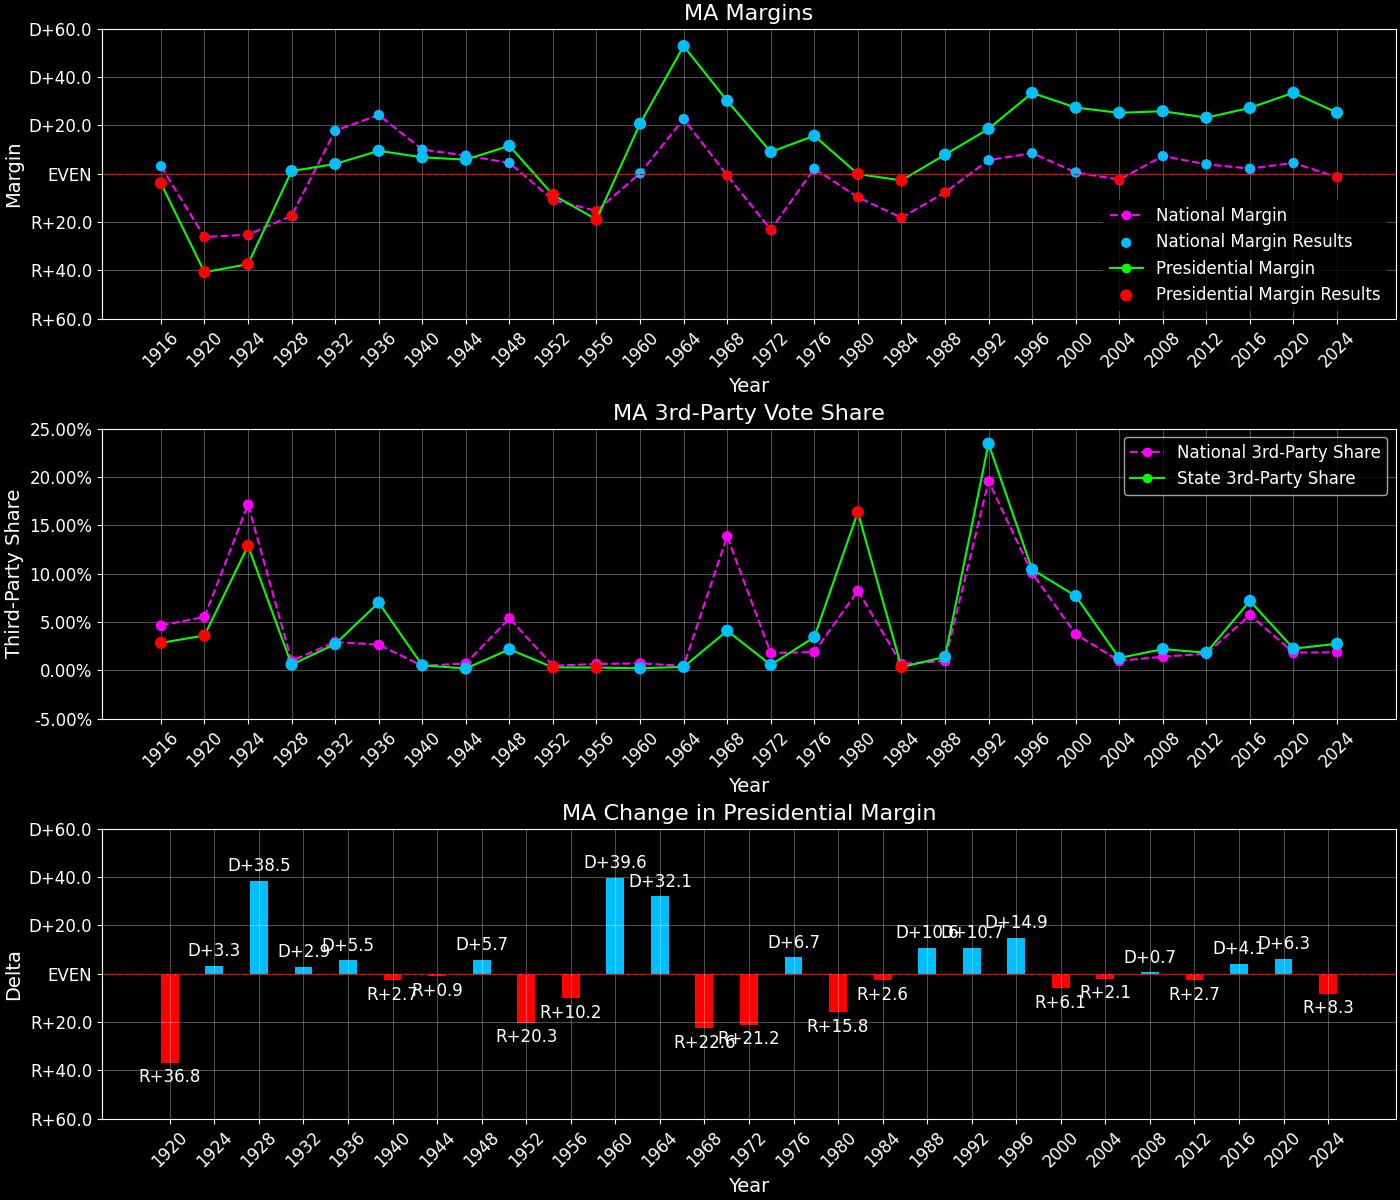 MA Margins
D+60.0
D+40.0
D+20.0
EVEN
R+20.0
R+40.0
R+60.0
Margin
National Margin
National Margin Results
Presidential Margin
Presidential Margin Results
1916 1920 1924 1928 1932 1936 1940 1944 1948 1952 1956 1960 1964 1968 1972 1976 1980 1984 1988 1992 1996 2000 2004 2008 2012 2016 2020 2024
Year
MA 3rd-Party Vote Share
25.00%
20.00%
15.00%
10.00%
5.00%
0.00%
-5.00%
Third-Party Share
National 3rd-Party Share
State 3rd-Party Share
1916 1920 1924 1928 1932 1936 1940 1944 1948 1952 1956 1960 1964 1968 1972 1976 1980 1984 1988 1992 1996 2000 2004 2008 2012 2016 2020 2024
Year
MA Change in Presidential Margin
D+60.0
D+40.0
D+20.0
EVEN
R+20.0
R+40.0
R+60.0
Delta
R+36.8
D+3.3
D+38.5
D+2.9
D+5.5
R+2.7
R+0.9
D+5.7
R+20.3
R+10.2
D+39.6
D+32.1
R+22.6
R+21.2
D+6.7
R+15.8
R+2.6
D+10.6
D+10.7
D+14.9
R+6.1
R+2.1
D+0.7
R+2.7
D+4.1
D+6.3
R+8.3
1920 1924 1928 1932 1936 1940 1944 1948 1952 1956 1960 1964 1968 1972 1976 1980 1984 1988 1992 1996 2000 2004 2008 2012 2016 2020 2024
Year